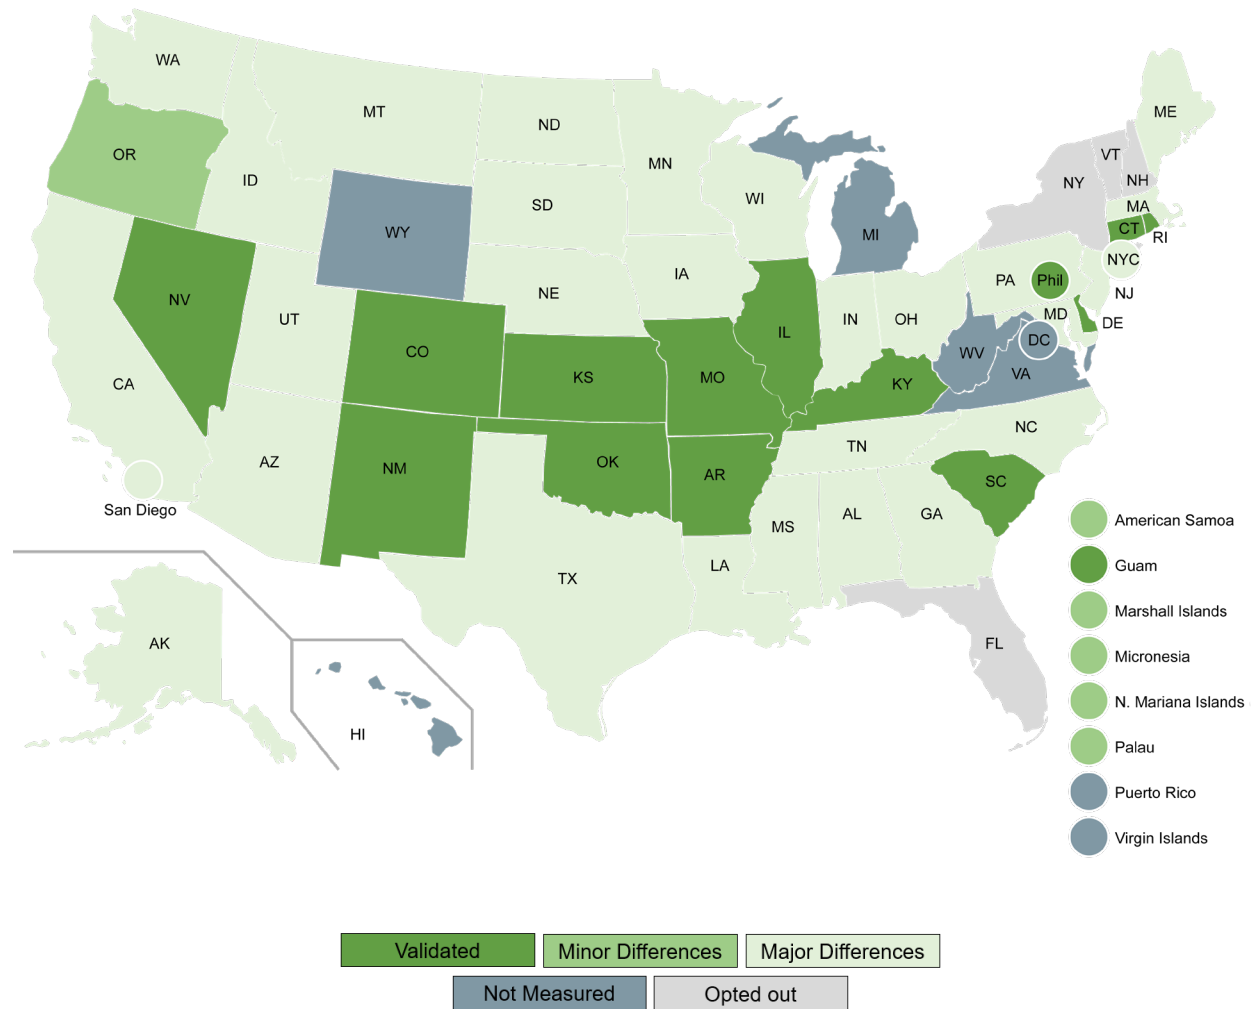 WA
ME
MT
ND
OR
MN
VT
ID
NY
NH
WI
SD
MA
WY
MI
CT
RI
NYC
IA
PA
Phil
NE
NJ
NV
MD
UT
IN
OH
DE
IL
DC
CO
WV
VA
KS
MO
CA
KY
NC
TN
AZ
NM
OK
AR
SC
San Diego
AL
GA
MS
American Samoa
LA
Guam
TX
Marshall Islands
AK
FL
Micronesia
N. Mariana Islands
HI
Palau
Puerto Rico
Virgin Islands
Validated
Minor Differences
Major Differences
Not Measured
Opted out